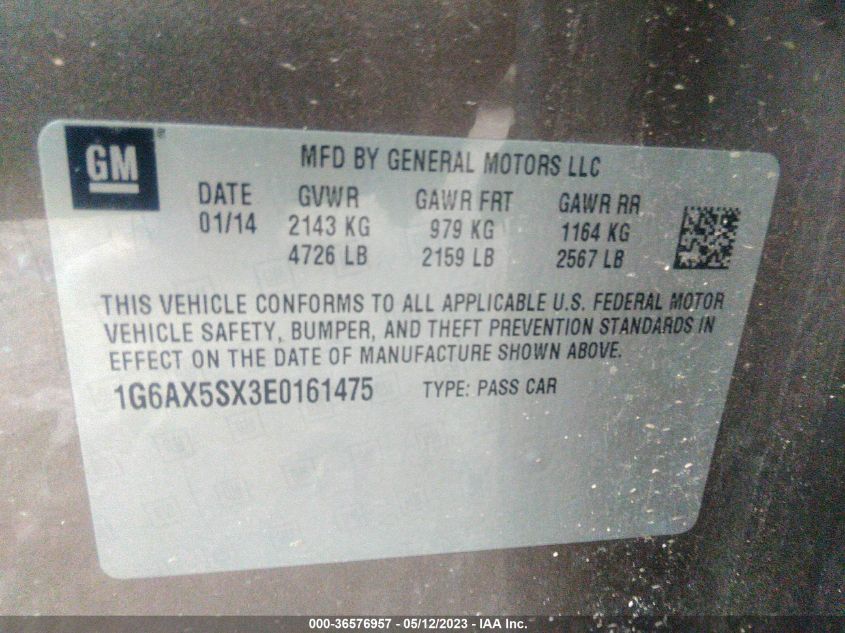 GM
MFD BY GENERAL MOTORS LLC
DATE GVWR GAWR FRT GAWR RR
01/14 2143 KG 979 KG 1164 KG
4726 LB 2159 LB 2567 LB
THIS VEHICLE CONFORMS TO ALL APPLICABLE U.S. FEDERAL MOTOR
VEHICLE SAFETY, BUMPER, AND THEFT PREVENTION STANDARDS IN
EFFECT ON THE DATE OF MANUFACTURE SHOWN ABOVE.
1G6AX5SX3E0161475 TYPE: PASS CAR
000-36576957 - 05/12/2023 - IAA Inc.